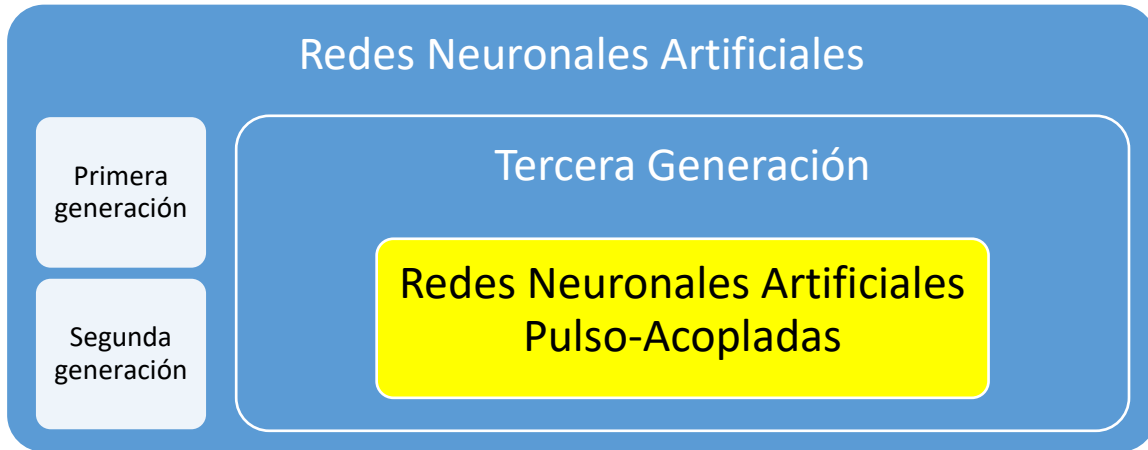 Redes Neuronales Artificiales
Primera
generación
Segunda
generación
Tercera Generación
Redes Neuronales Artificiales
Pulso-Acopladas